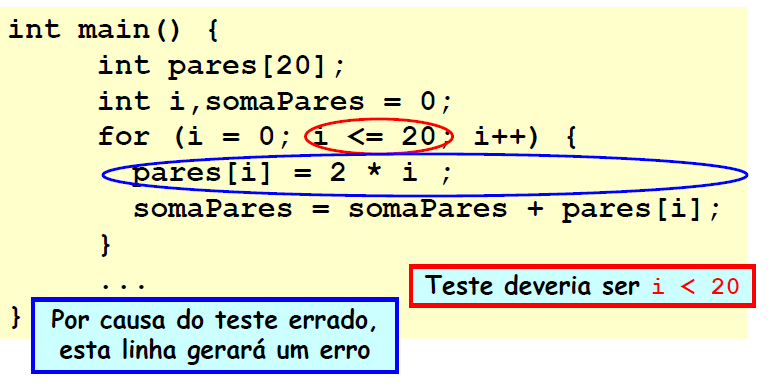 int main() {
int pares[20];
int i,somaPares = 0;
for (i = 0; i <= 20; i++) {
pares[i] = 2 * i ;
somaPares = somaPares + pares[i];
}
...
Teste deveria ser i < 20
}
Por causa do teste errado,
esta linha gerará um erro